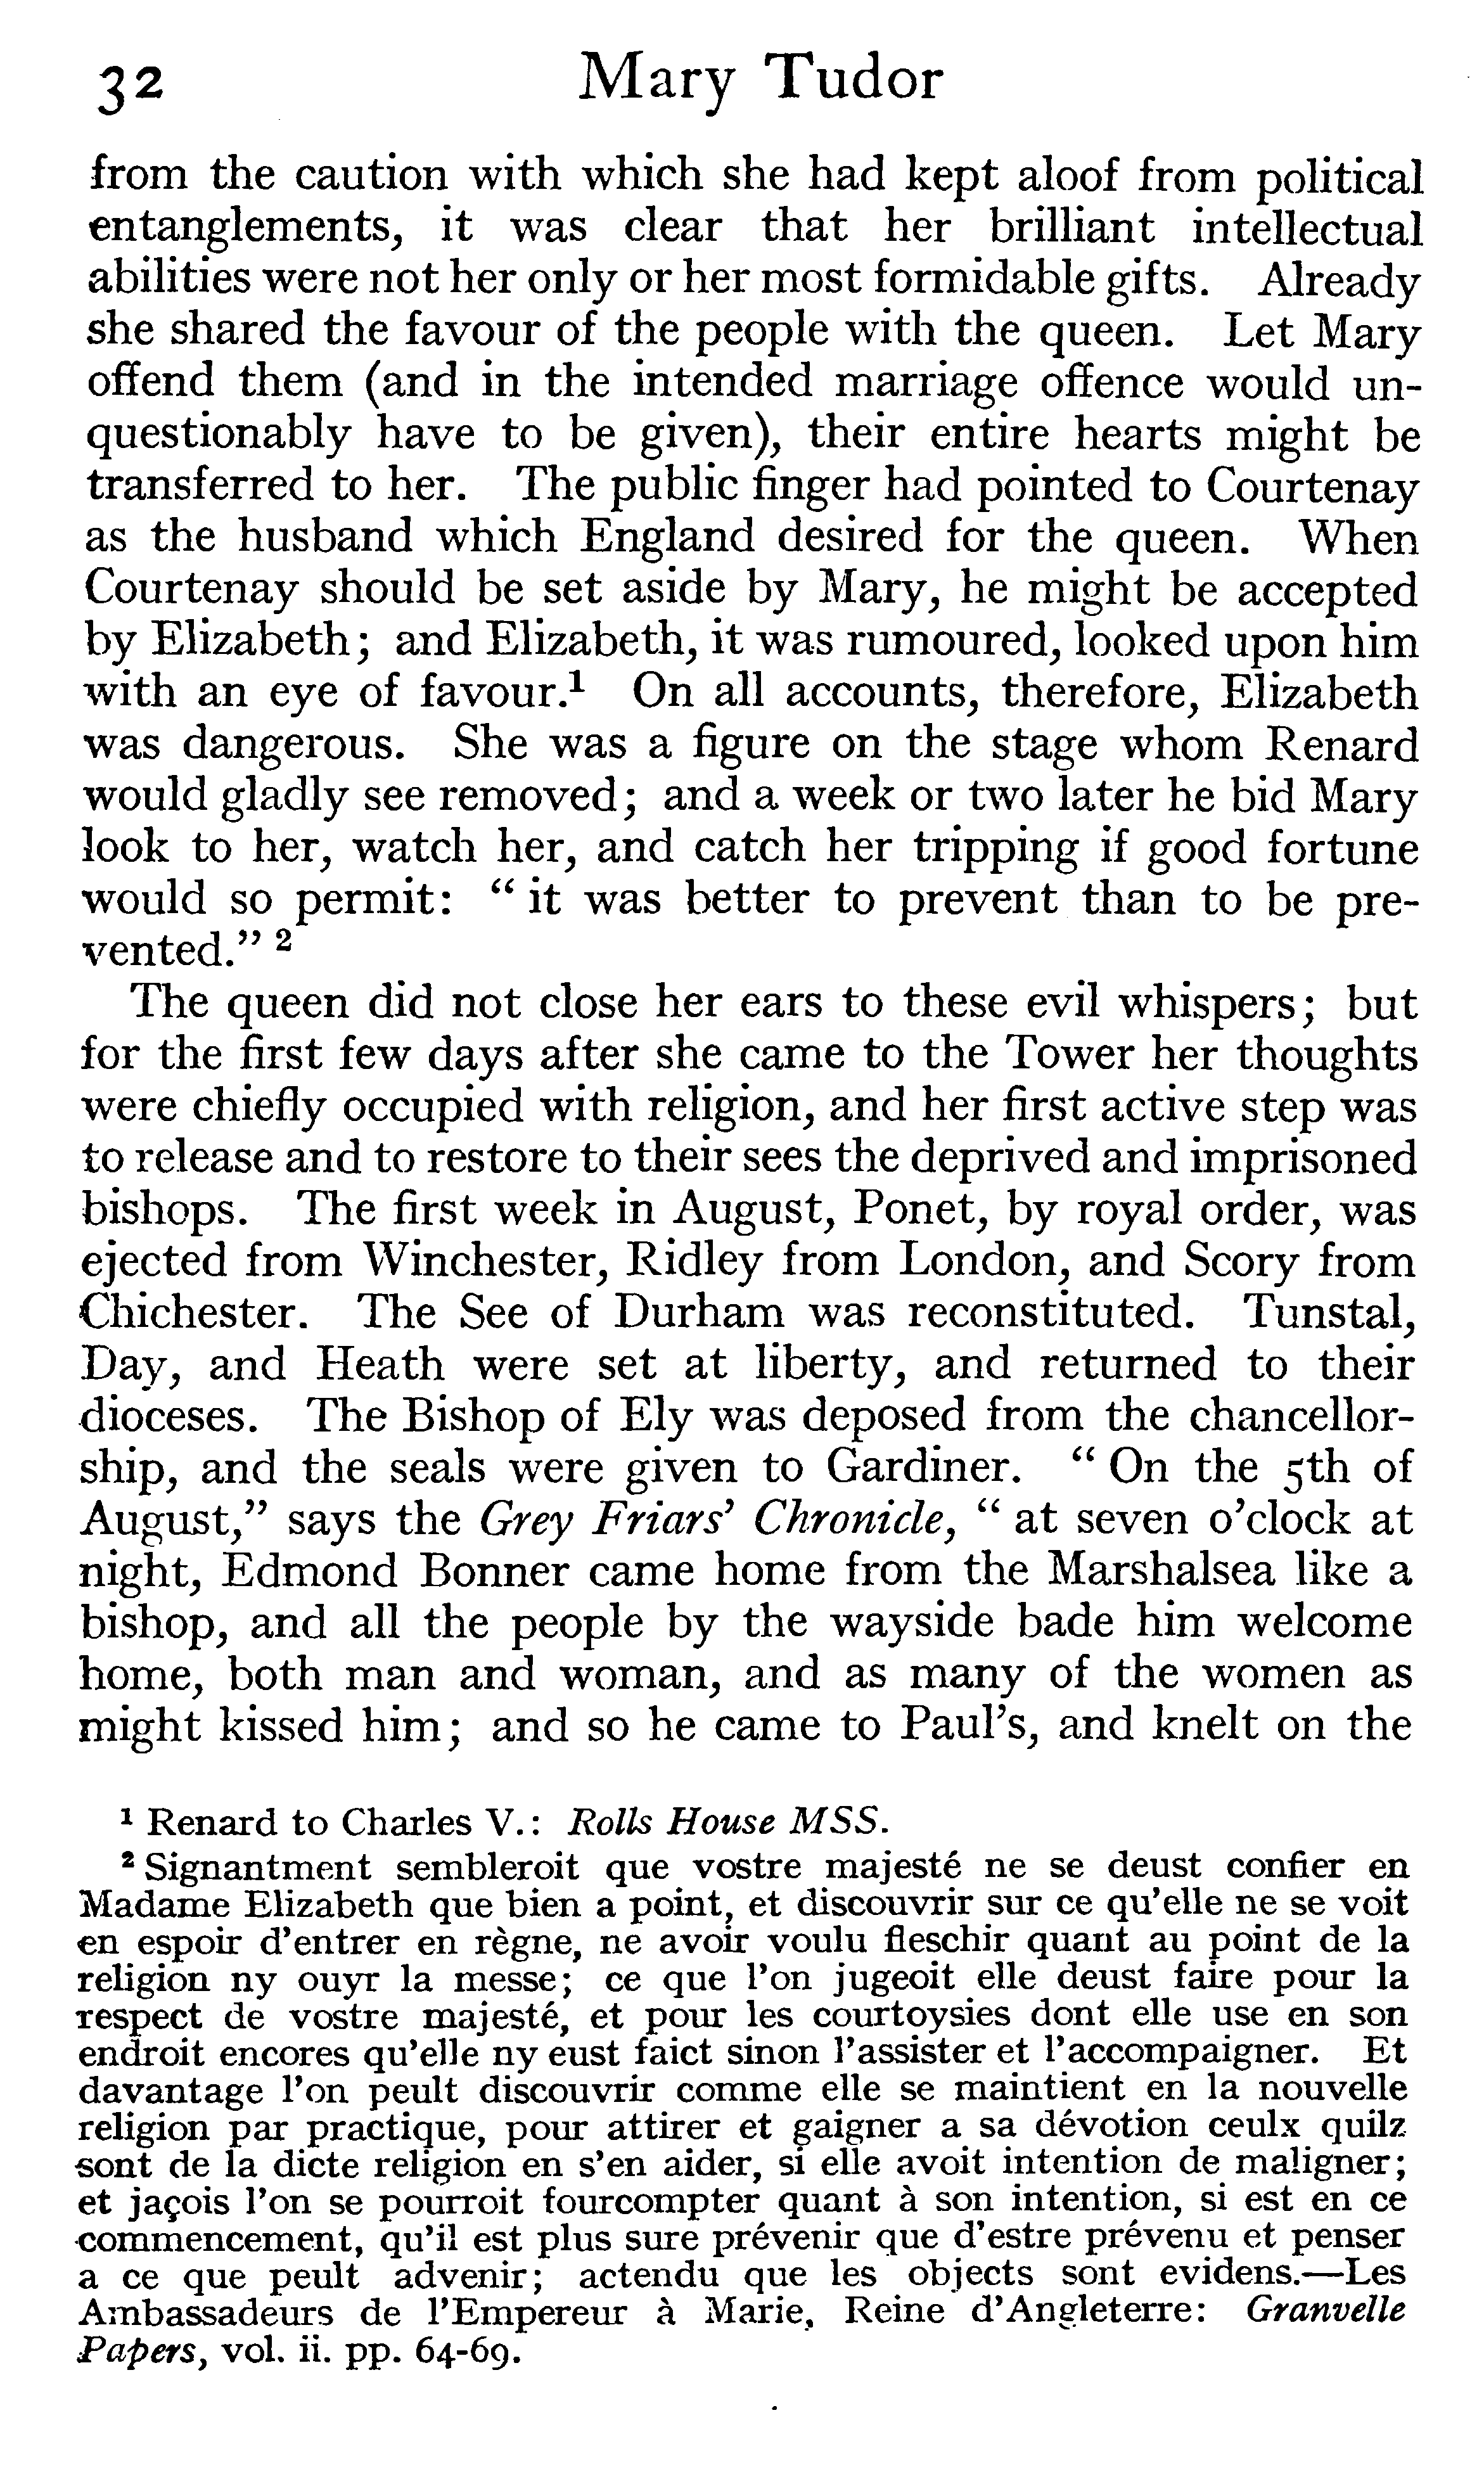 32 Mary Tudor
from the caution with which she had kept aloof from political
entanglements, it was clear that her brilliant intellectual
abilities were not her only or her most formidable gifts. Already
she shared the favour of the people with the queen. Let Mary
offend them (and in the intended marriage offence would un-
questionably have to be given), their entire hearts might be
transferred to her. The public finger had pointed to Courtenay
as the husband which England desired for the queen. When
Courtenay should be set aside by Mary, he might be accepted
by Elizabeth; and Elizabeth, it was rumoured, looked upon him
with an eye of favour.¹ On all accounts, therefore, Elizabeth
was dangerous. She was a figure on the stage whom Renard
would gladly see removed; and a week or two later he bid Mary
look to her, watch her, and catch her tripping if good fortune
would so permit: “ it was better to prevent than to be pre-
vented.” ²
The queen did not close her ears to these evil whispers; but
for the first few days after she came to the Tower her thoughts
were chiefly occupied with religion, and her first active step was
to release and to restore to their sees the deprived and imprisoned
bishops. The first week in August, Ponet, by royal order, was
ejected from Winchester, Ridley from London, and Scory from
Chichester. The See of Durham was reconstituted. Tunstal,
Day, and Heath were set at liberty, and returned to their
dioceses. The Bishop of Ely was deposed from the chancellor-
ship, and the seals were given to Gardiner. “ On the 5th of
August,” says the Grey Friars’ Chronicle, “ at seven o’clock at
night, Edmond Bonner came home from the Marshalsea like a
bishop, and all the people by the wayside bade him welcome
home, both man and woman, and as many of the women as
might kissed him; and so he came to Paul’s, and knelt on the
¹ Renard to Charles V.: Rolls House MSS.
² Signantment sembleroit que vostre majesté ne se deust confier en
Madame Elizabeth que bien a point, et discouvrir sur ce qu’elle ne se voit
en espoir d’entrer en règne, ne avoir voulu fleschir quant au point de la
religion ny ouyr la messe; ce que l’on jugeoit elle deust faire pour la
respect de vostre majesté, et pour les courtoysies dont elle use en son
endroit encores qu’elle ny eust faict sinon l’assister et l’accompaigner. Et
davantage l’on peult discouvrir comme elle se maintient en la nouvelle
religion par practique, pour attirer et gaigner a sa dévotion ceulx quilz
sont de la dicte religion en s’en aider, si elle avoit intention de maligner;
et jaçois l’on se pourroit fourcompter quant à son intention, si est en ce
commencement, qu’il est plus sure prévenir que d’estre prévenu et penser
a ce que peult advenir; actendu que les objects sont evidens.—Les
Ambassadeurs de l’Empereur à Marie, Reine d’Angleterre: Granvelle
Papers, vol. ii. pp. 64-69.